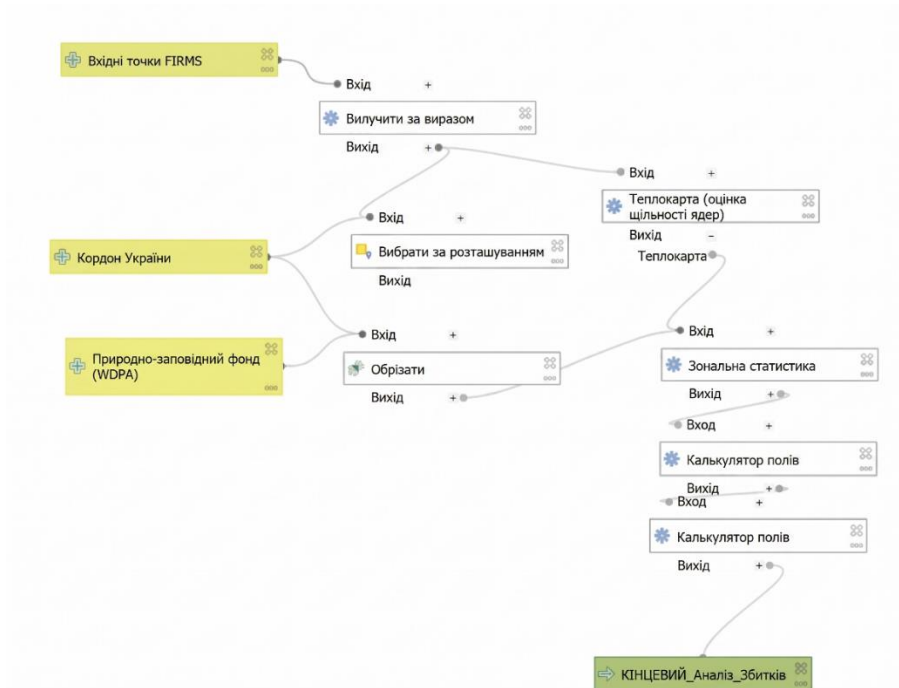 Вхідні точки FIRMS
Вхід +
Вилучити за виразом
Вихід +
Вхід +
Теплокарта (оцінка
щільності ядер)
Вихід -
Теплокарта
Вхід +
Вибрати за розташуванням
Вихід
Кордон України
Природно-заповідний фонд
(WDPA)
Вхід +
Обрізати
Вихід +
Вхід +
Зональна статистика
Вихід +
Вход +
Калькулятор полів
Вихід +
Вход +
Калькулятор полів
Вихід +
КІНЦЕВИЙ_Аналіз_Збитків